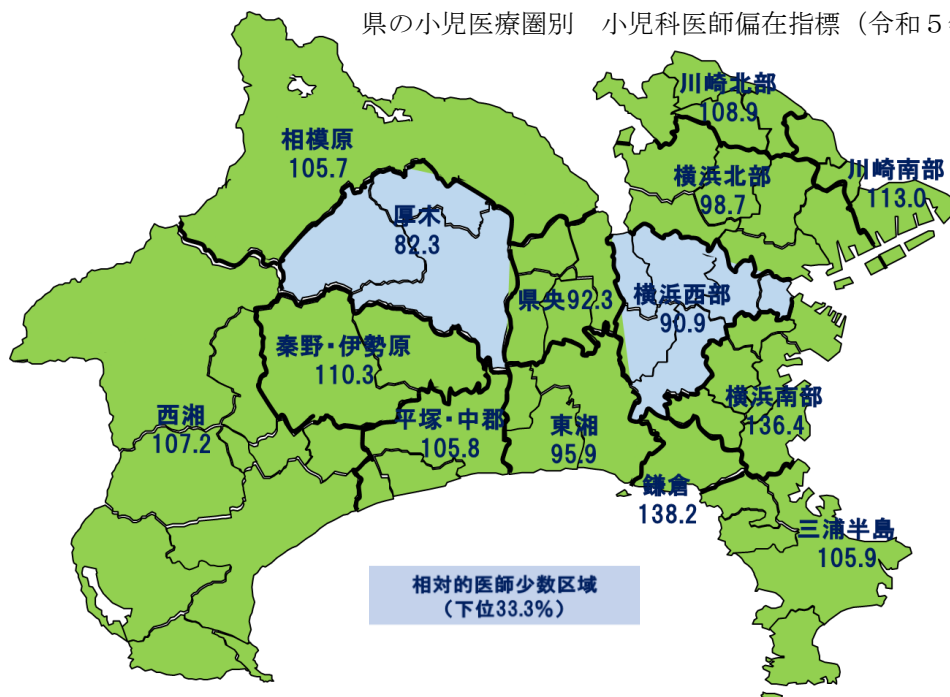 県の小児医療圏別　小児科医師偏在指標（令和５
川崎北部
108.9
相模原
105.7
横浜北部
98.7
川崎南部
113.0
厚木
82.3
県央92.3
横浜西部
90.9
秦野・伊勢原
110.3
横浜南部
136.4
西湘
107.2
平塚・中郡
105.8
東湘
95.9
鎌倉
138.2
三浦半島
105.9
相対的医師少数区域
（下位33.3％）